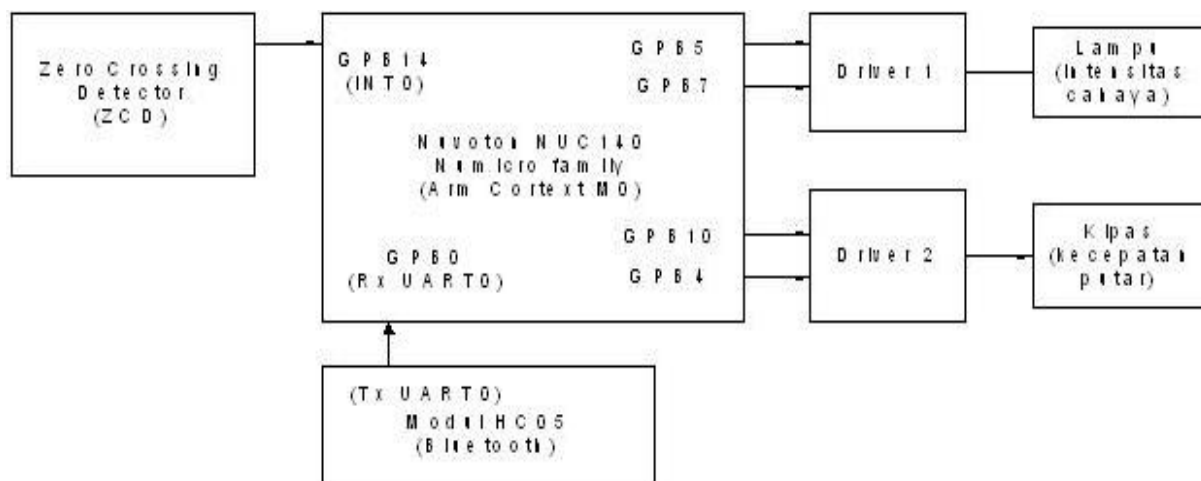 Zero Crossing
Detector
(ZCD)
GPB14
(INT0)
GPB5
GPB7
Nuvoton NUC140
Numicro family
(Arm Cortext M0)
GPB10
GPB4
GPB0
(Rx UART0)
Driver 1
Lampu
(intensitas
cahaya)
Driver 2
Kipas
(kecepatan
putar)
(Tx UART0)
Modul HC05
(Bluetooth)